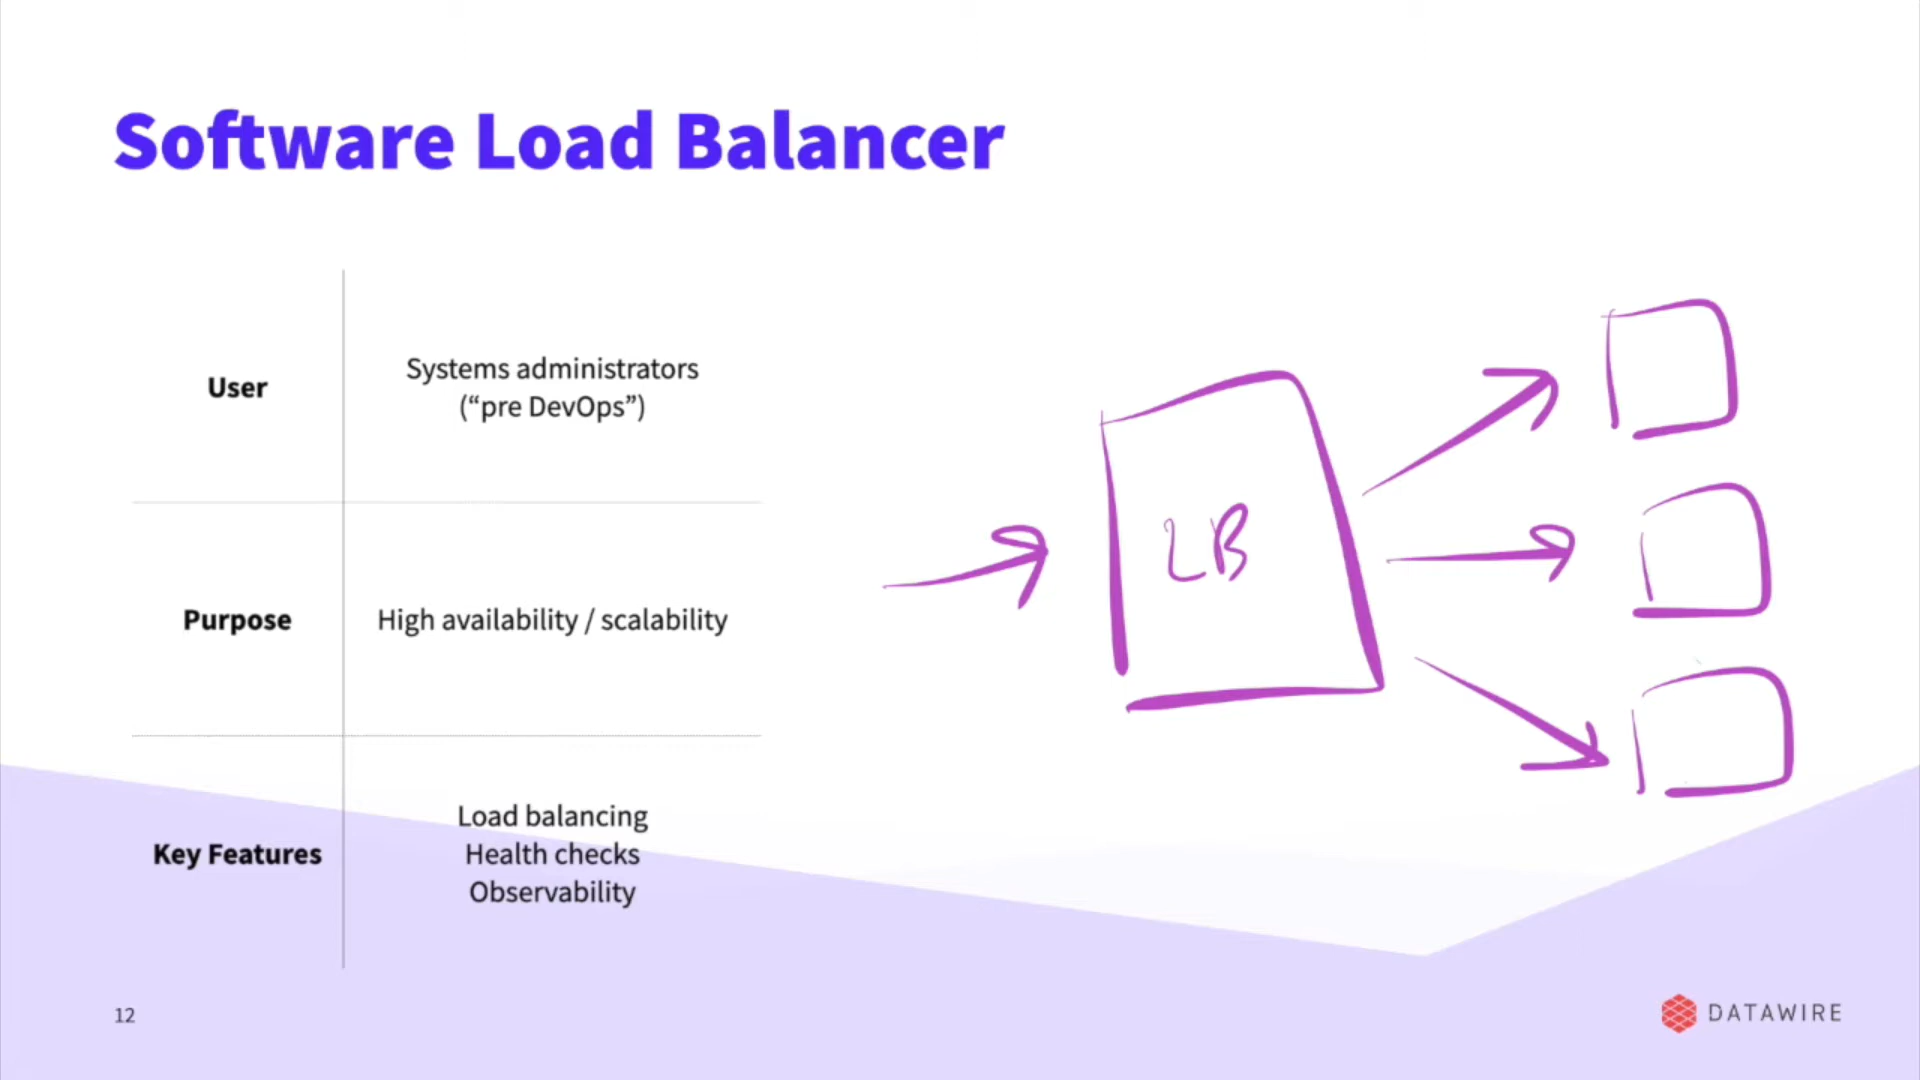 Software Load Balancer
User
Systems administrators
(“pre DevOps”)
Purpose
High availability / scalability
Key Features
Load balancing
Health checks
Observability
LB
12
DATAWIRE